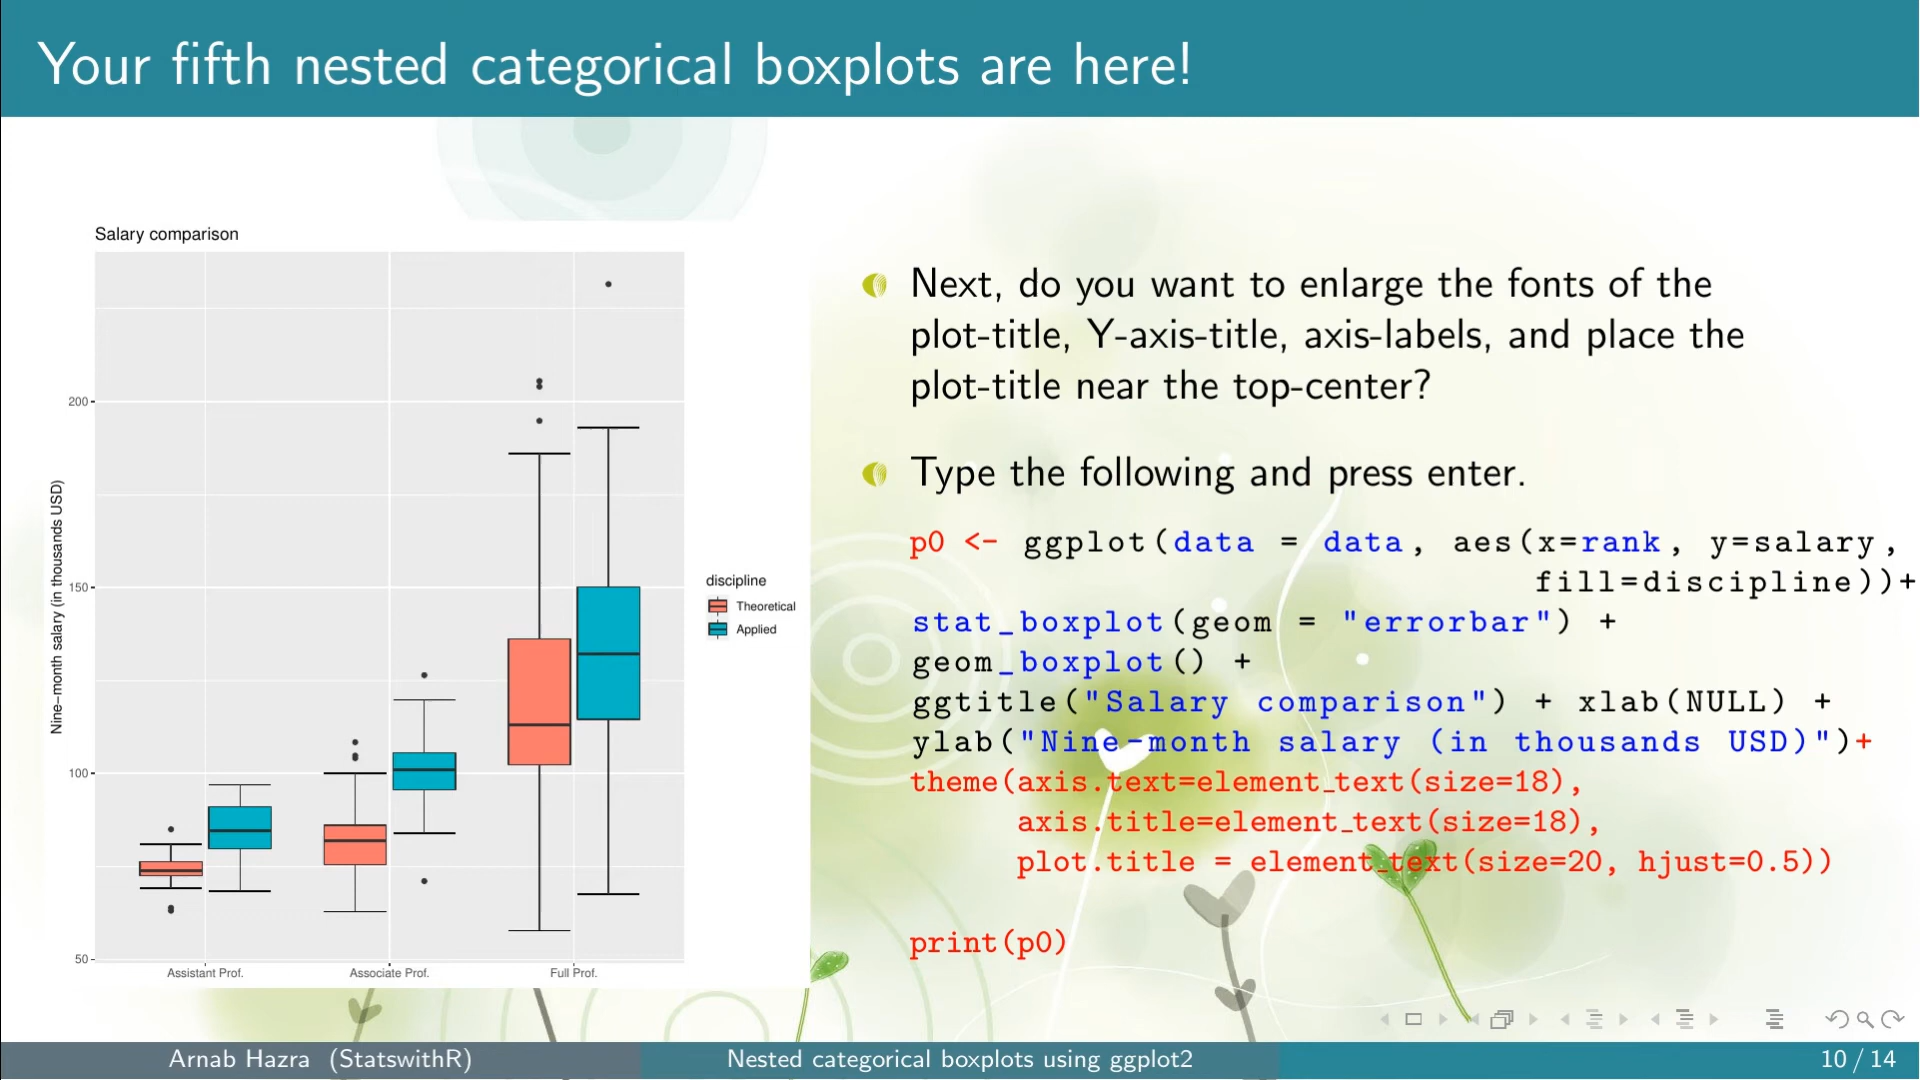 Your fifth nested categorical boxplots are here!
Salary comparison
200
150
100
50
Nine−month salary (in thousands USD)
Assistant Prof.
Associate Prof.
Full Prof.
discipline
Theoretical
Applied
Next, do you want to enlarge the fonts of the
plot-title, Y-axis-title, axis-labels, and place the
plot-title near the top-center?
Type the following and press enter.
p0 <- ggplot(data = data, aes(x=rank, y=salary,
fill=discipline))+
stat_boxplot(geom = "errorbar") +
geom_boxplot() +
ggtitle("Salary comparison") + xlab(NULL) +
ylab("Nine-month salary (in thousands USD)")+
theme(axis.text=element_text(size=18),
axis.title=element_text(size=18),
plot.title = element_text(size=20, hjust=0.5))
print(p0)
Arnab Hazra (StatswithR)
Nested categorical boxplots using ggplot2
10 / 14